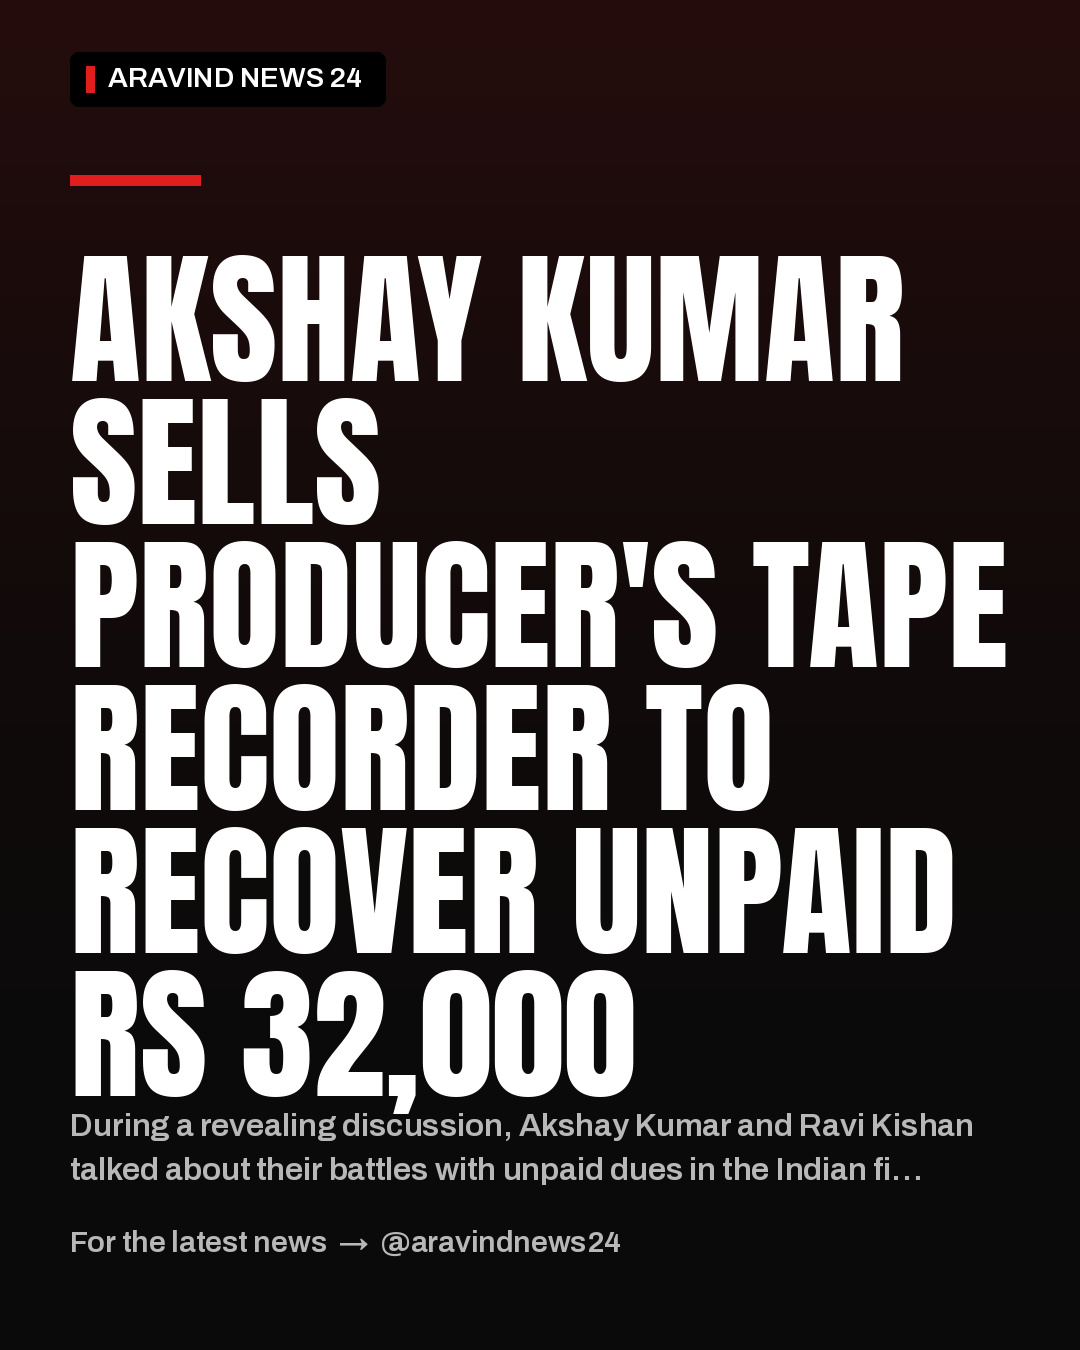 ARAVIND NEWS 24
AKSHAY KUMAR
SELLS
PRODUCER'S TAPE
RECORDER TO
RECOVER UNPAID
RS 32,000
During a revealing discussion, Akshay Kumar and Ravi Kishan
talked about their battles with unpaid dues in the Indian fi...
For the latest news → @aravindnews24